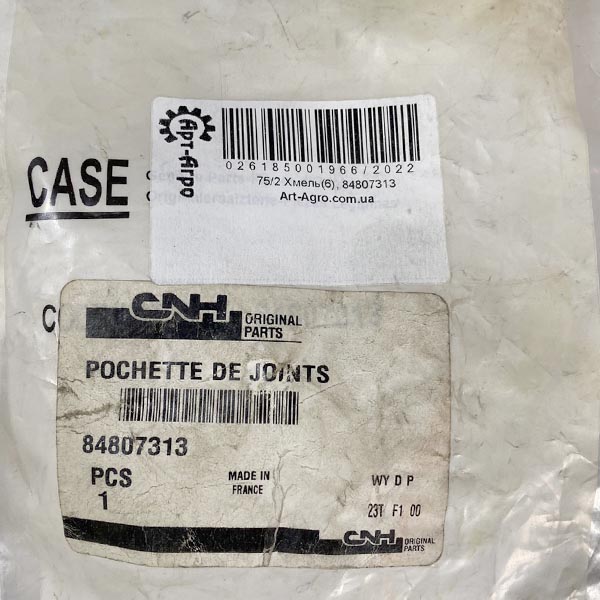 Арт-Агро
026185001966/2022
75/2 Хмель(6), 84807313
Art-Agro.com.ua
CASE
CNH
ORIGINAL
PARTS
POCHETTE DE JOINTS
84807313
PCS
1
MADE IN
FRANCE
WY D P
23T F1 00
CNH
ORIGINAL
PARTS